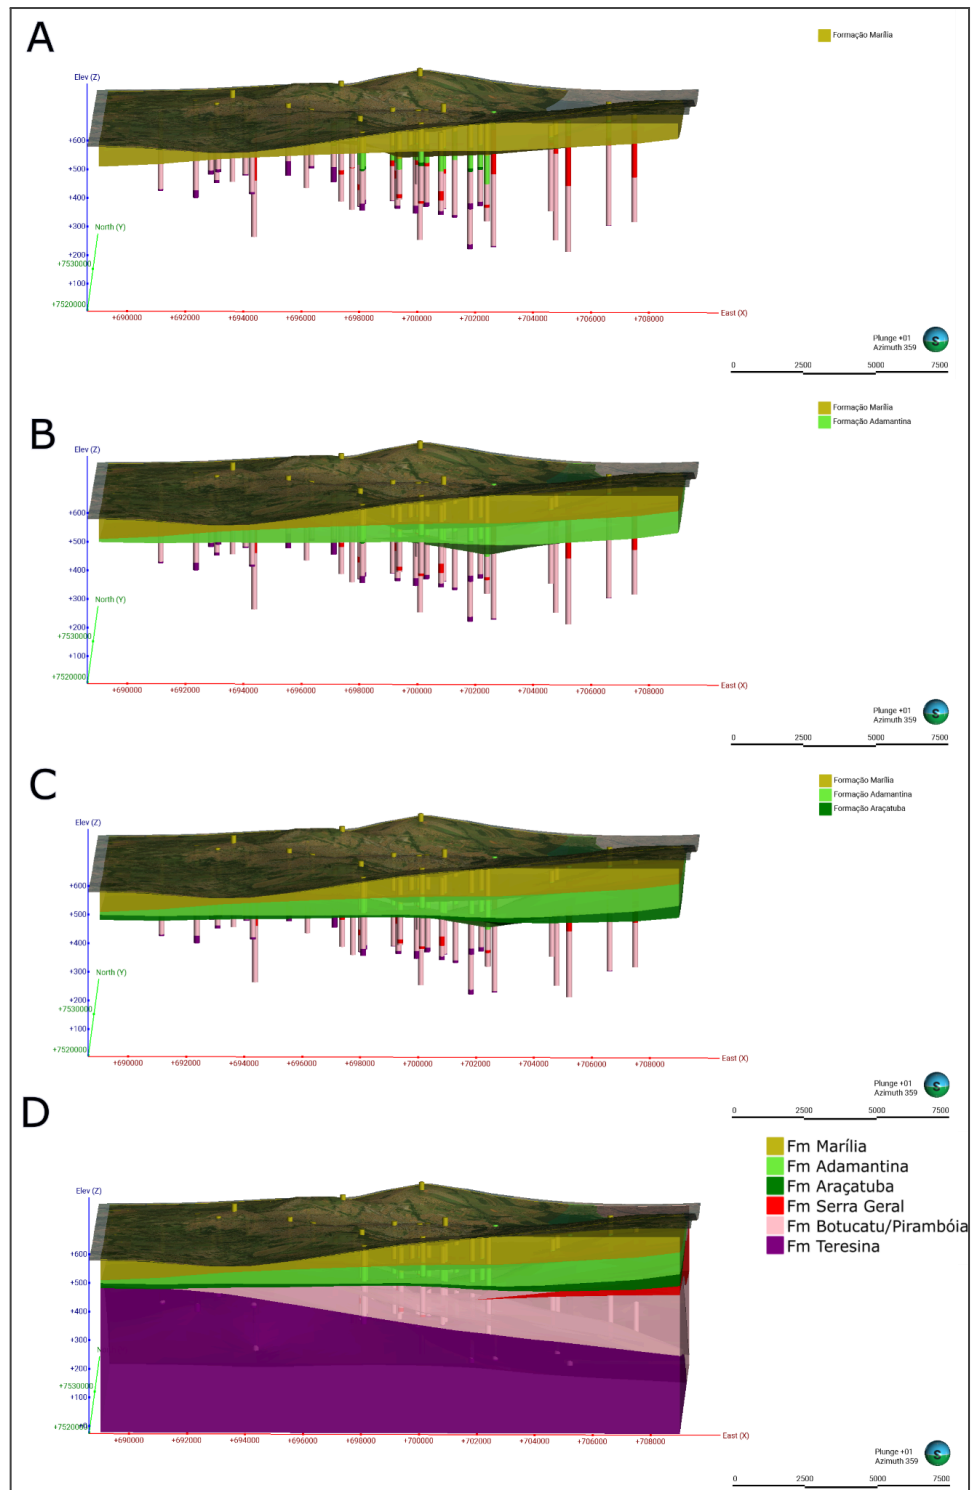 A
Formação Marília
Elev (Z)
+600
+500
+400
+300
North (Y)
+200
+7530000
+100
+7520000
+690000 +692000 +694000 +696000 +698000 +700000 +702000 +704000 +706000 +708000 East (X)
Plunge +01
Azimuth 359
S
0 2500 5000 7500
B
Formação Marília
Formação Adamantina
Elev (Z)
+600
+500
+400
+300
North (Y)
+200
+7530000
+100
+7520000
+690000 +692000 +694000 +696000 +698000 +700000 +702000 +704000 +706000 +708000 East (X)
Plunge +01
Azimuth 359
S
0 2500 5000 7500
C
Formação Marília
Formação Adamantina
Formação Araçatuba
Elev (Z)
+600
+500
+400
+300
North (Y)
+200
+7530000
+100
+7520000
+690000 +692000 +694000 +696000 +698000 +700000 +702000 +704000 +706000 +708000 East (X)
Plunge +01
Azimuth 359
S
0 2500 5000 7500
D
Fm Marília
Fm Adamantina
Fm Araçatuba
Fm Serra Geral
Fm Botucatu/Pirambóia
Fm Teresina
Elev (Z)
+600
+500
+400
+300
N
+200
+7530000
+100
+0
+7520000
+690000 +692000 +694000 +696000 +698000 +700000 +702000 +704000 +706000 +708000 East (X)
Plunge +01
Azimuth 359
S
0 2500 5000 7500